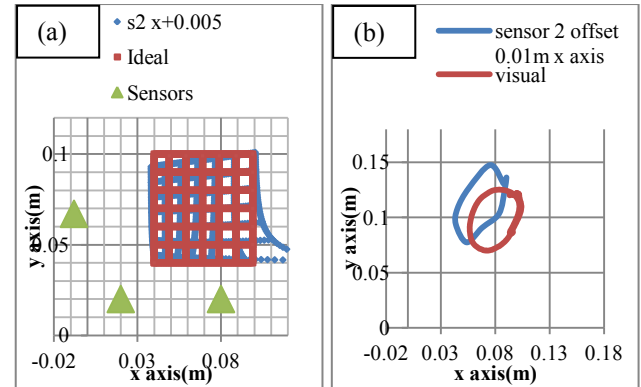 (a)
s2 x+0.005
Ideal
Sensors
y axis(m)
0.1
0.05
0
-0.02 0.03 0.08
x axis(m)
(b)
sensor 2 offset
0.01m x axis
visual
y axis(m)
0.15
0.1
0.05
0
-0.02 0.03 0.08 0.13 0.18
x axis(m)